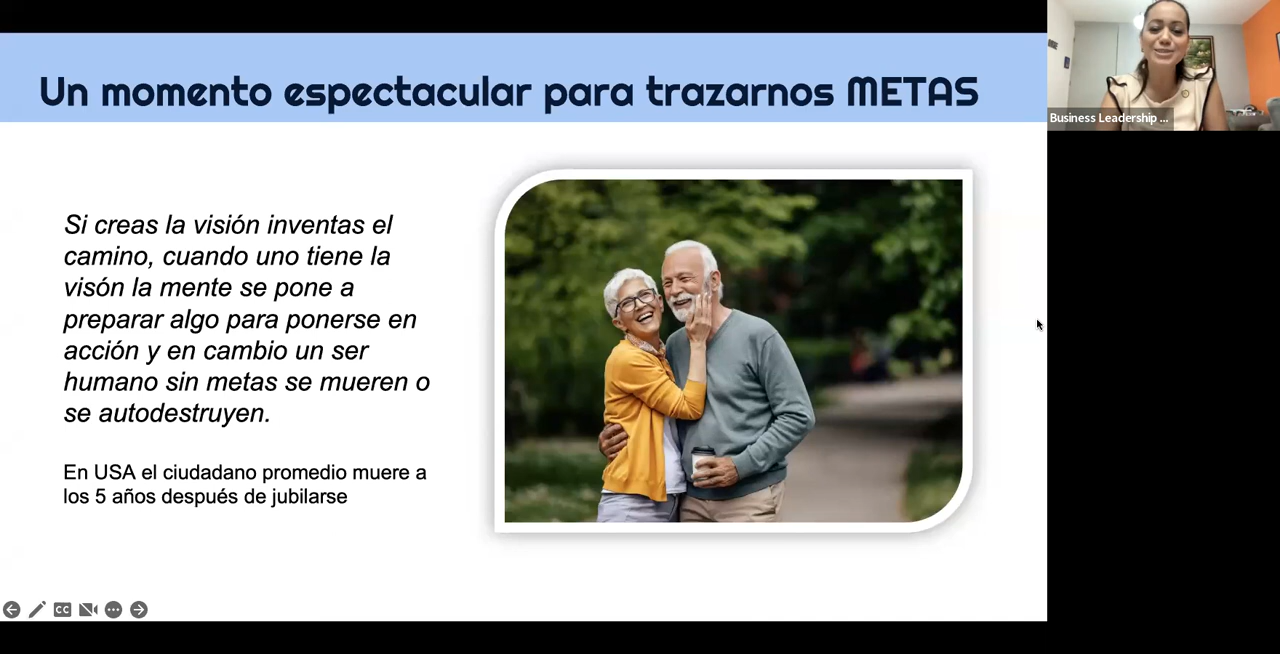 Un momento espectacular para trazarnos METAS
Business Leadership ...
Si creas la visión inventas el
camino, cuando uno tiene la
visón la mente se pone a
preparar algo para ponerse en
acción y en cambio un ser
humano sin metas se mueren o
se autodestruyen.
En USA el ciudadano promedio muere a
los 5 años después de jubilarse
CC